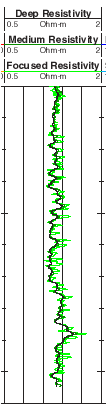 Deep Resistivity
0.5 Ohm-m 2
Medium Resistivity
0.5 Ohm-m 2
Focused Resistivity
0.5 Ohm-m 2